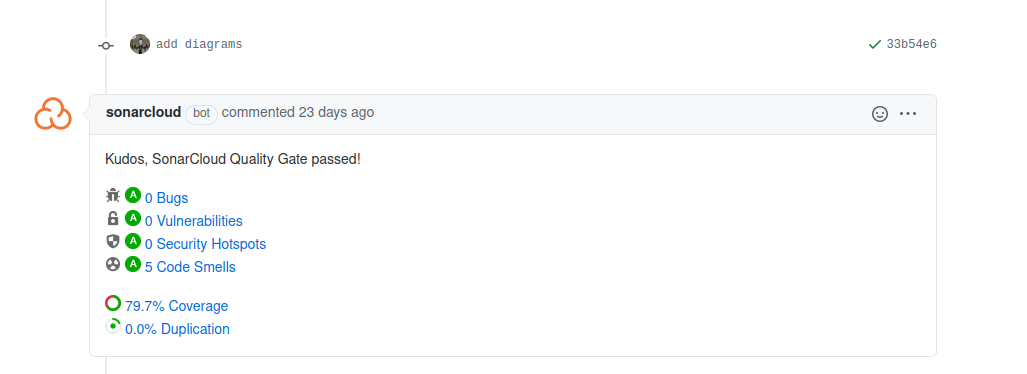 add diagrams 33b54e6
sonarcloud bot commented 23 days ago
Kudos, SonarCloud Quality Gate passed!
A 0 Bugs
A 0 Vulnerabilities
A 0 Security Hotspots
A 5 Code Smells
79.7% Coverage
0.0% Duplication